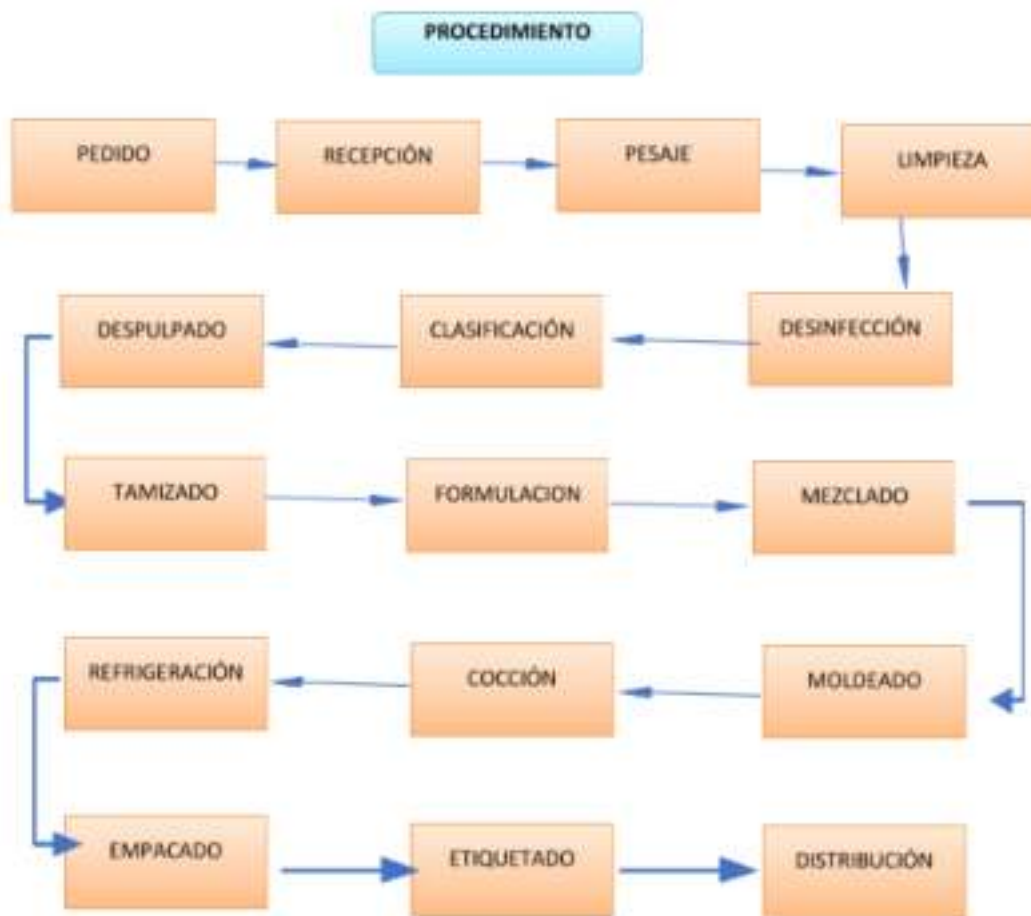 PROCEDIMIENTO
PEDIDO
RECEPCIÓN
PESAJE
LIMPIEZA
DESINFECCIÓN
CLASIFICACIÓN
DESPULPADO
TAMIZADO
FORMULACION
MEZCLADO
MOLDEADO
COCCIÓN
REFRIGERACIÓN
EMPACADO
ETIQUETADO
DISTRIBUCIÓN